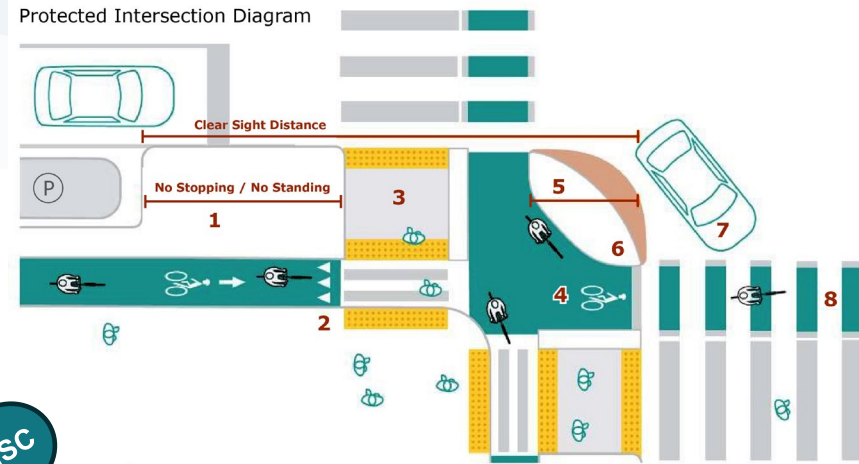 Protected Intersection Diagram
Clear Sight Distance
P
No Stopping / No Standing
1
3
5
6
7
2
4
8
SC